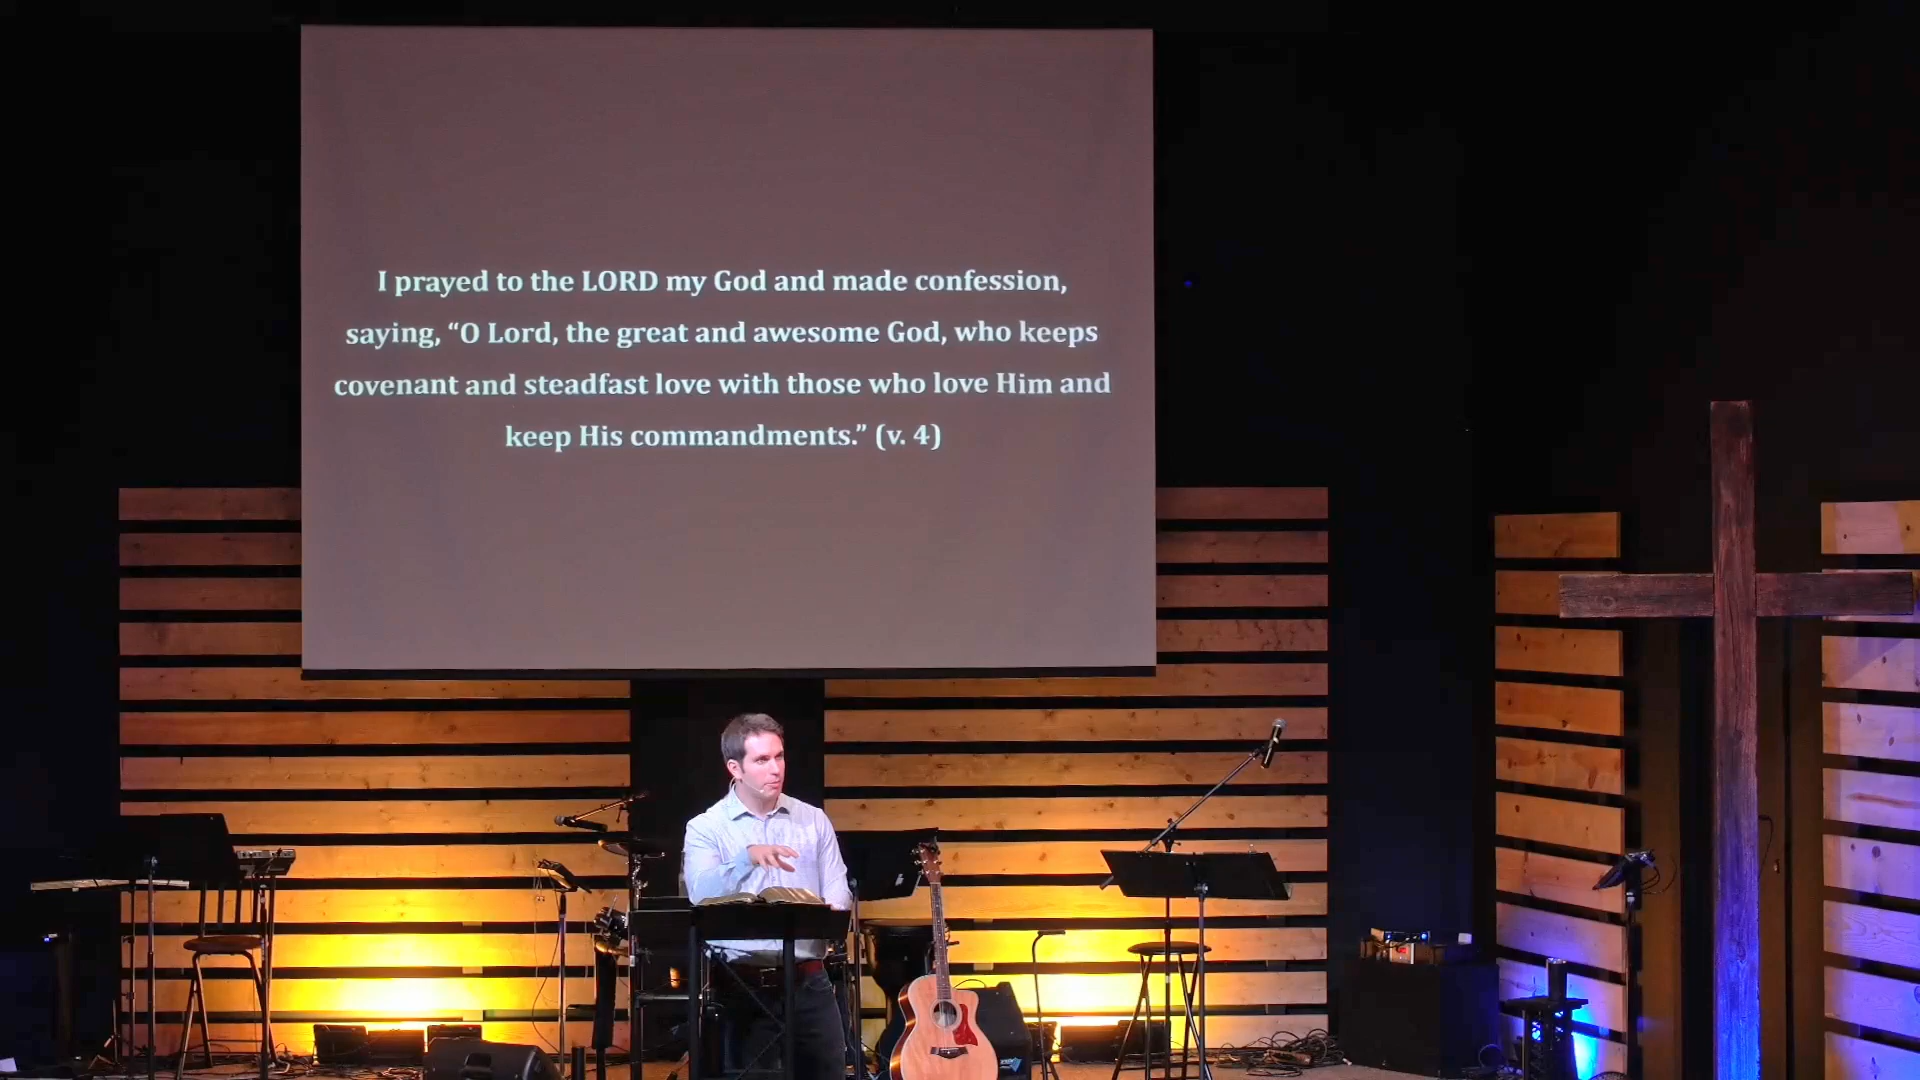 I prayed to the LORD my God and made confession,
saying, “O Lord, the great and awesome God, who keeps
covenant and steadfast love with those who love Him and
keep His commandments.” (v. 4)